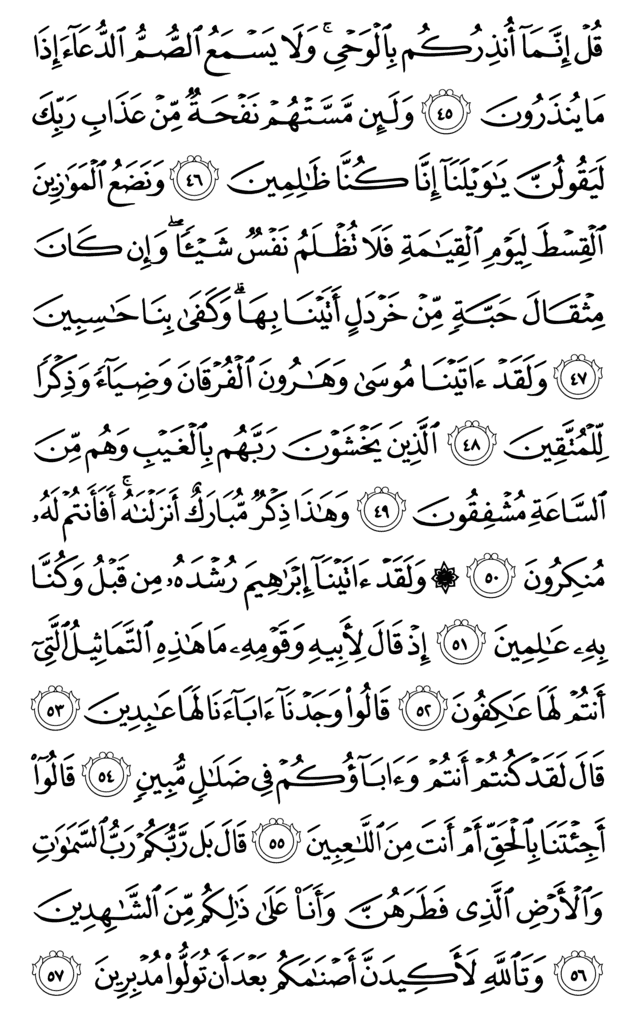 قُلْ إِنَّمَآ أُنذِرُكُم بِٱلْوَحْىِ ۚ وَلَا يَسْمَعُ ٱلصُّمُّ ٱلدُّعَآءَ إِذَا
مَا يُنذَرُونَ ٤٥ وَلَئِن مَّسَّتْهُمْ نَفْحَةٌ مِّنْ عَذَابِ رَبِّكَ
لَيَقُولُنَّ يَٰوَيْلَنَآ إِنَّا كُنَّا ظَٰلِمِينَ ٤٦ وَنَضَعُ ٱلْمَوَٰزِينَ
ٱلْقِسْطَ لِيَوْمِ ٱلْقِيَٰمَةِ فَلَا تُظْلَمُ نَفْسٌ شَيْـًٔا ۖ وَإِن كَانَ
مِثْقَالَ حَبَّةٍ مِّنْ خَرْدَلٍ أَتَيْنَا بِهَا ۗ وَكَفَىٰ بِنَا حَٰسِبِينَ
٤٧ وَلَقَدْ ءَاتَيْنَا مُوسَىٰ وَهَٰرُونَ ٱلْفُرْقَانَ وَضِيَآءً وَذِكْرًا
لِّلْمُتَّقِينَ ٤٨ ٱلَّذِينَ يَخْشَوْنَ رَبَّهُم بِٱلْغَيْبِ وَهُم مِّنَ
ٱلسَّاعَةِ مُشْفِقُونَ ٤٩ وَهَٰذَا ذِكْرٌ مُّبَارَكٌ أَنزَلْنَٰهُ ۚ أَفَأَنتُمْ لَهُۥ
مُنكِرُونَ ٥٠ ۞ وَلَقَدْ ءَاتَيْنَآ إِبْرَٰهِيمَ رُشْدَهُۥ مِن قَبْلُ وَكُنَّا
بِهِۦ عَٰلِمِينَ ٥١ إِذْ قَالَ لِأَبِيهِ وَقَوْمِهِۦ مَا هَٰذِهِ ٱلتَّمَاثِيلُ ٱلَّتِىٓ
أَنتُمْ لَهَا عَٰكِفُونَ ٥٢ قَالُوا۟ وَجَدْنَآ ءَابَآءَنَا لَهَا عَٰبِدِينَ ٥٣
قَالَ لَقَدْ كُنتُمْ أَنتُمْ وَءَابَآؤُكُمْ فِى ضَلَٰلٍ مُّبِينٍ ٥٤ قَالُوٓا۟
أَجِئْتَنَا بِٱلْحَقِّ أَمْ أَنتَ مِنَ ٱللَّٰعِبِينَ ٥٥ قَالَ بَل رَّبُّكُمْ رَبُّ ٱلسَّمَٰوَٰتِ
وَٱلْأَرْضِ ٱلَّذِى فَطَرَهُنَّ وَأَنَا۠ عَلَىٰ ذَٰلِكُم مِّنَ ٱلشَّٰهِدِينَ
٥٦ وَتَٱللَّهِ لَأَكِيدَنَّ أَصْنَٰمَكُم بَعْدَ أَن تُوَلُّوا۟ مُدْبِرِينَ ٥٧